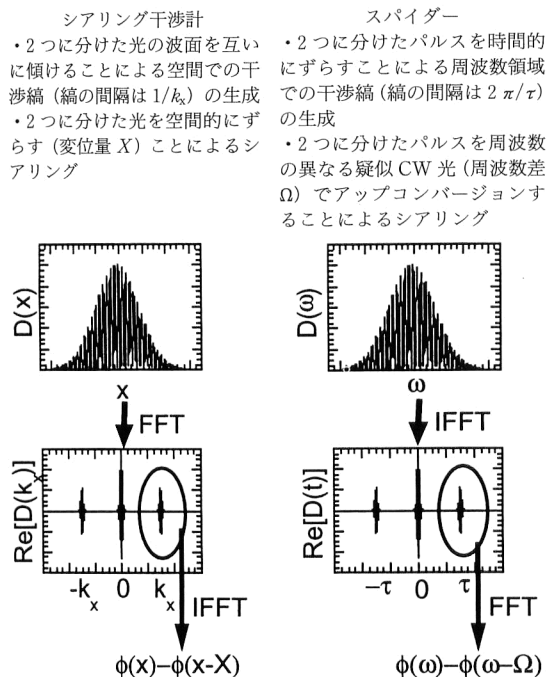 シアリング干渉計
・2つに分けた光の波面を互い
に傾けることによる空間での干
渉縞（縞の間隔は1/kx）の生成
・2つに分けた光を空間的にず
らす（変位量 X）ことによるシ
アリング
スパイダー
・2つに分けたパルスを時間的
にずらすことによる周波数領域
での干渉縞（縞の間隔は2π/τ）
の生成
・2つに分けたパルスを周波数
の異なる疑似CW光（周波数差
Ω）でアップコンバージョンす
ることによるシアリング
D(x)
x
FFT
Re[D(kx)]
-kx 0 kx
IFFT
ϕ(x)−ϕ(x-X)
D(ω)
ω
IFFT
Re[D(t)]
−τ 0 τ
FFT
ϕ(ω)−ϕ(ω−Ω)